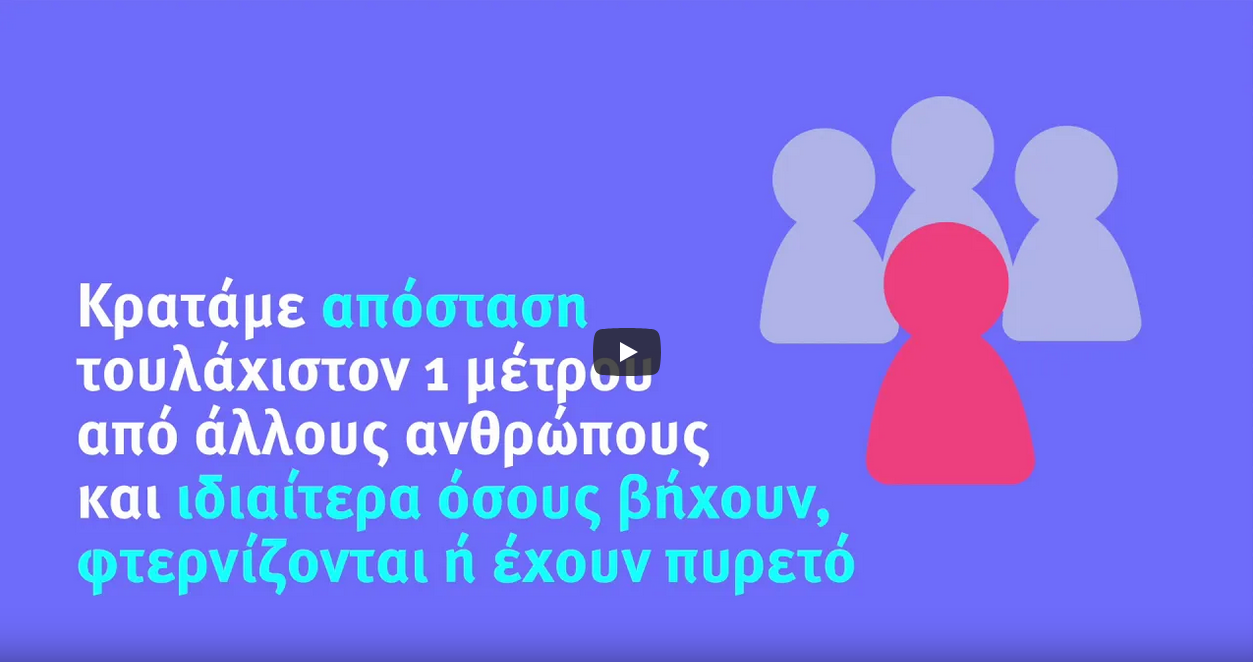 Κρατάμε απόσταση
τουλάχιστον 1 μέτρου
από άλλους ανθρώπους
και ιδιαίτερα όσους βήχουν,
φτερνίζονται ή έχουν πυρετό